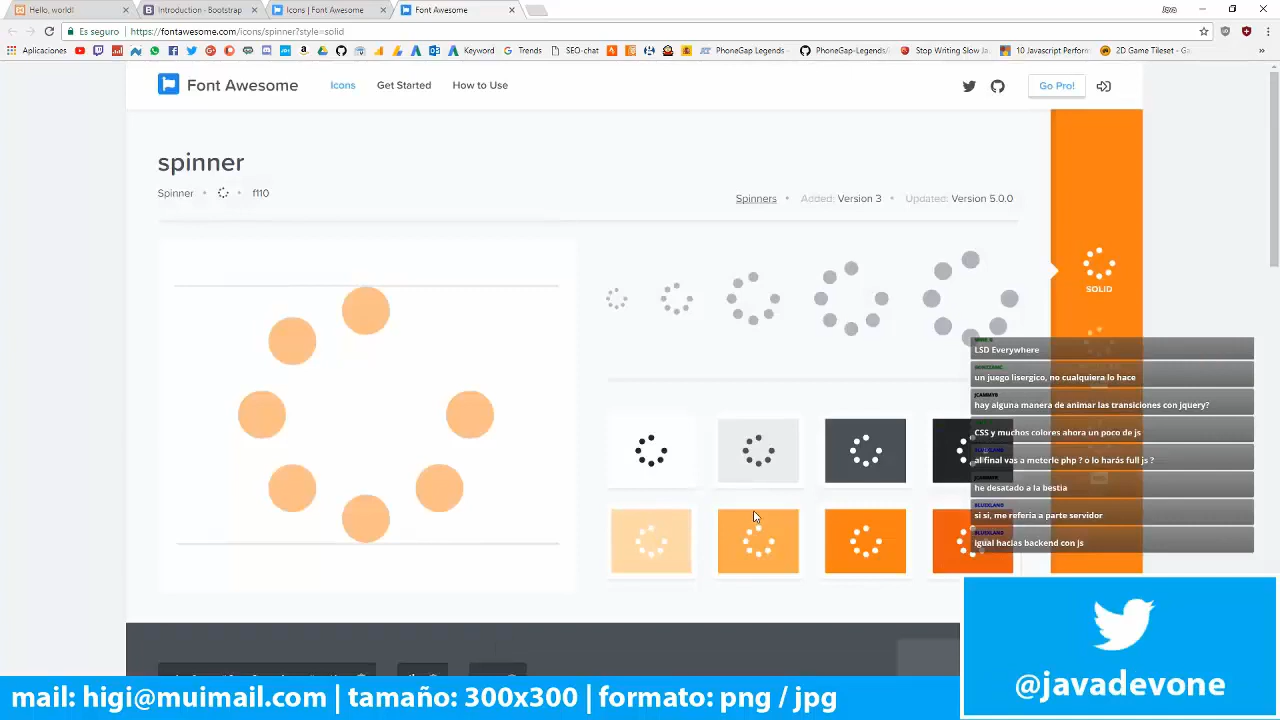 Hello, world!
Introduction · Bootstrap
Icons | Font Awesome
Font Awesome
Java
Es seguro | https://fontawesome.com/icons/spinner?style=solid
Aplicaciones
Keyword
Trends
SEO-chat
PhoneGap Legends
Stop Writing Slow Ja
10 Javascript Perform
2D Game Tileset - G
Font Awesome
Icons
Get Started
How to Use
Go Pro!
spinner
Spinner • • f110
Spinners • Added: Version 3 • Updated: Version 5.0.0
SOLID
LSD Everywhere
un juego lisergico, no cualquiera lo hace
JCAMMYB
hay alguna manera de animar las transiciones con jquery?
CSS y muchos colores ahora un poco de js
al final vas a meterle php ? o lo harás full js ?
he desatado a la bestia
BLUIXLAND
si si, me referia a parte servidor
BLUIXLAND
igual hacias backend con js
@javadevone
mail: higi@muimail.com | tamaño: 300x300 | formato: png / jpg